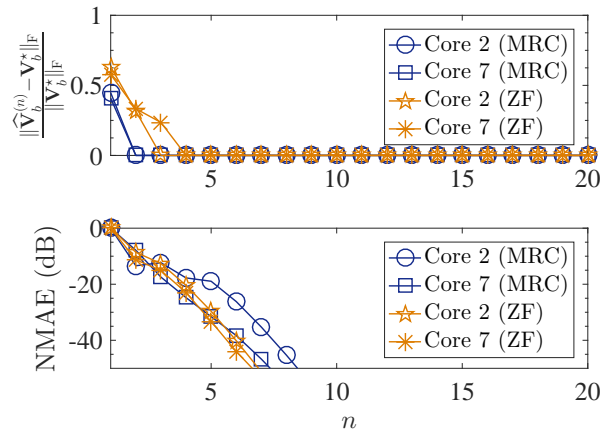 ‖V̂_b^(n) − V_b^⋆‖_F / ‖V_b^⋆‖_F
1
0.5
0
Core 2 (MRC)
Core 7 (MRC)
Core 2 (ZF)
Core 7 (ZF)
5 10 15 20
NMAE (dB)
0
-20
-40
Core 2 (MRC)
Core 7 (MRC)
Core 2 (ZF)
Core 7 (ZF)
5 10 15 20
n